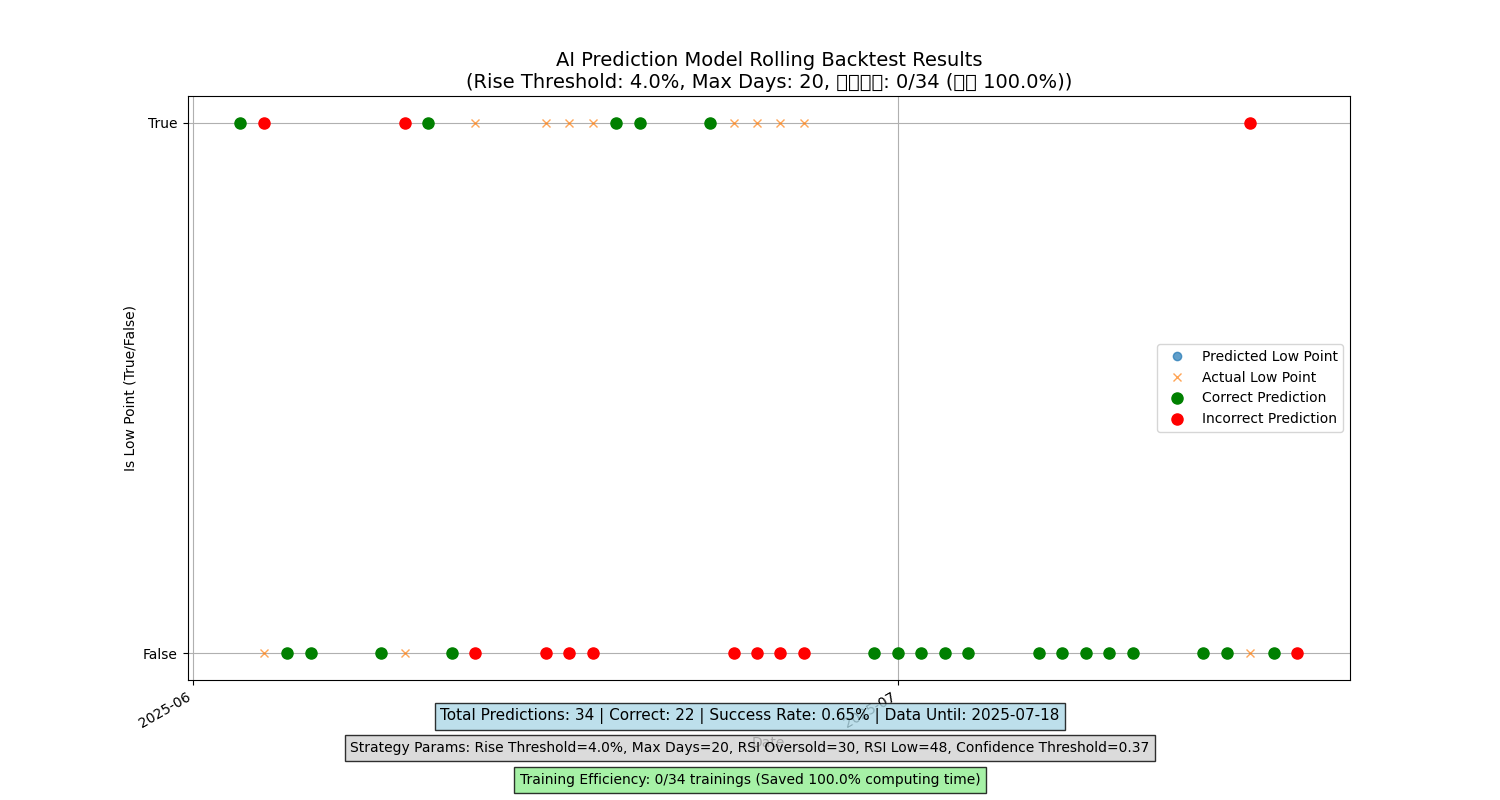 AI Prediction Model Rolling Backtest Results
(Rise Threshold: 4.0%, Max Days: 20, □□□□: 0/34 (□□ 100.0%))
True
Is Low Point (True/False)
Predicted Low Point
Actual Low Point
Correct Prediction
Incorrect Prediction
False
2025-06
2025-07
Total Predictions: 34 | Correct: 22 | Success Rate: 0.65% | Data Until: 2025-07-18
Date
Strategy Params: Rise Threshold=4.0%, Max Days=20, RSI Oversold=30, RSI Low=48, Confidence Threshold=0.37
Training Efficiency: 0/34 trainings (Saved 100.0% computing time)